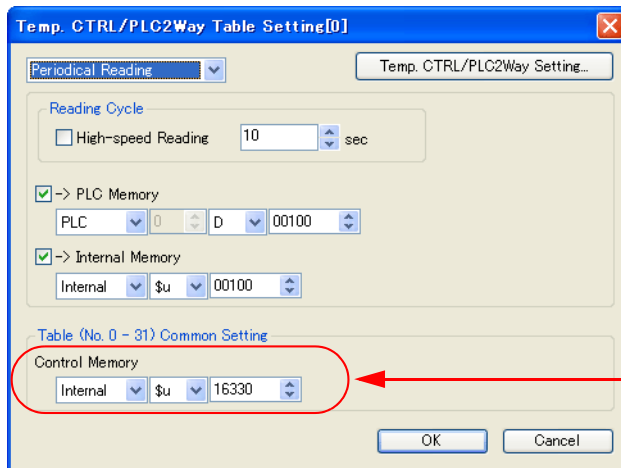 Temp. CTRL/PLC2Way Table Setting[0]
Periodical Reading
Temp. CTRL/PLC2Way Setting...
Reading Cycle
High-speed Reading 10 sec
-> PLC Memory
PLC 0 D 00100
-> Internal Memory
Internal $u 00100
Table (No. 0 - 31) Common Setting
Control Memory
Internal $u 16330
OK Cancel